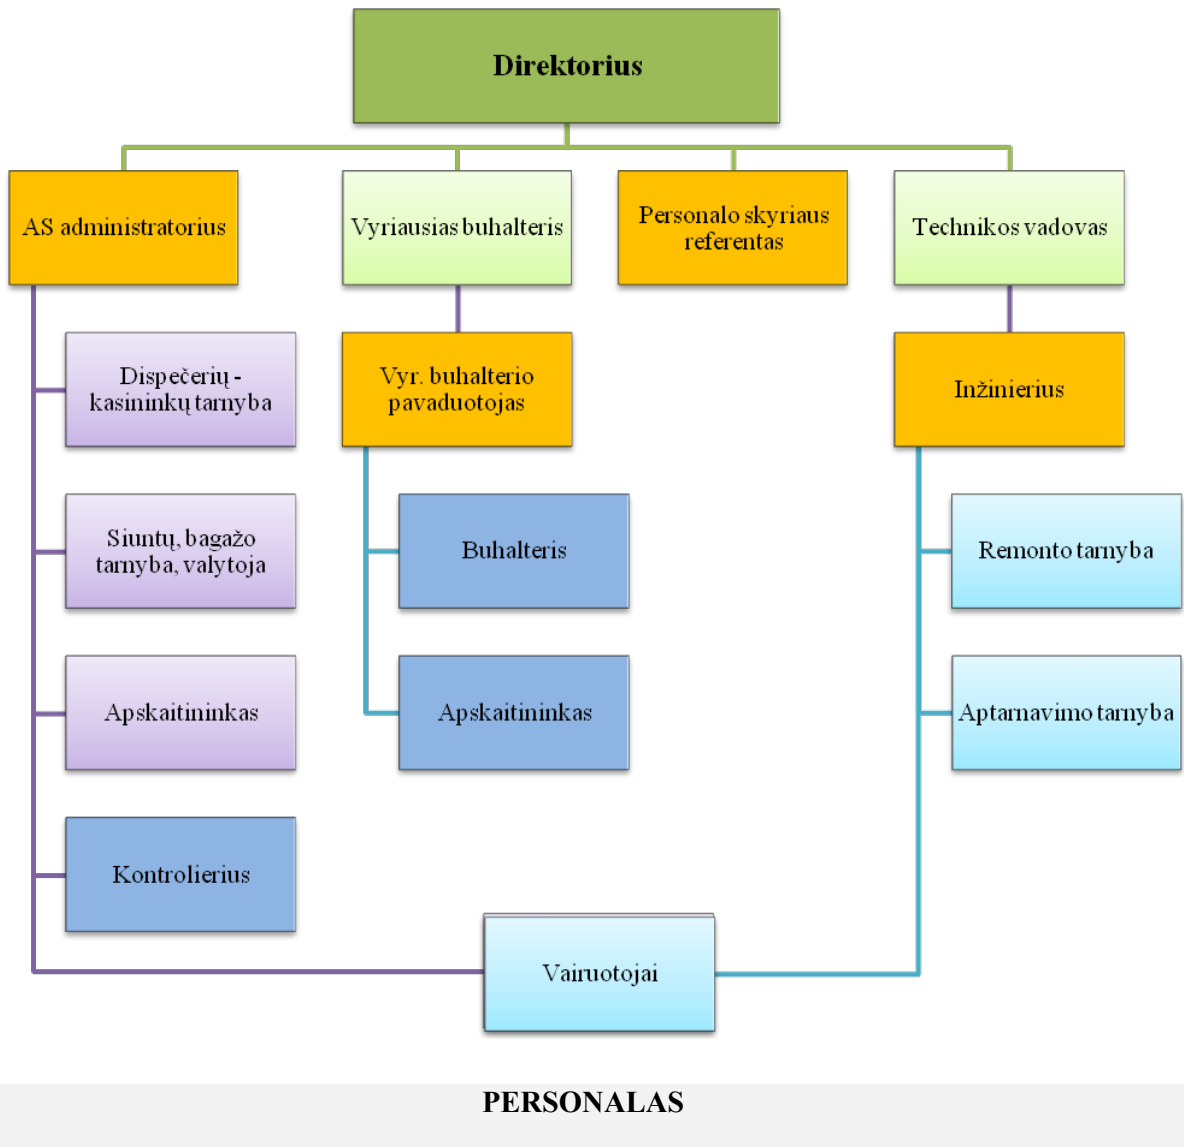 Direktorius
AS administratorius
Vyriausias buhalteris
Personalo skyriaus
referentas
Technikos vadovas
Dispečerių -
kasininkų tarnyba
Vyr. buhalterio
pavaduotojas
Inžinierius
Siuntų, bagažo
tarnyba, valytoja
Buhalteris
Remonto tarnyba
Apskaitininkas
Apskaitininkas
Aptarnavimo tarnyba
Kontrolierius
Vairuotojai
PERSONALAS